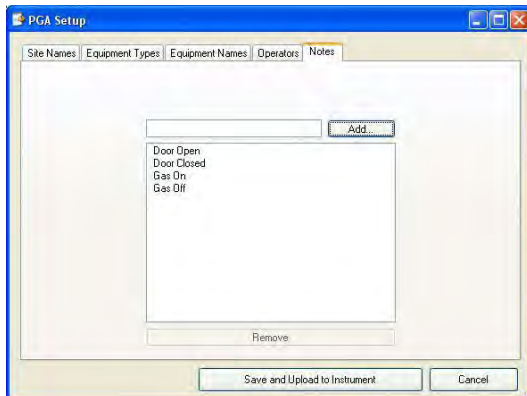 PGA Setup
Site Names Equipment Types Equipment Names Operators Notes
Add...
Door Open
Door Closed
Gas On
Gas Off
Remove
Save and Upload to Instrument Cancel